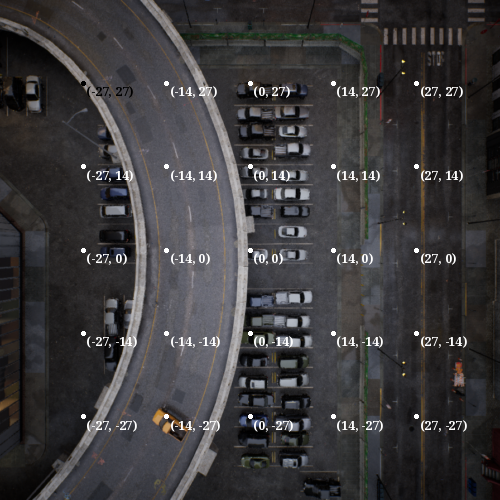 STOP
(-27, 27) (-14, 27) (0, 27) (14, 27) (27, 27)
(-27, 14) (-14, 14) (0, 14) (14, 14) (27, 14)
(-27, 0) (-14, 0) (0, 0) (14, 0) (27, 0)
(-27, -14) (-14, -14) (0, -14) (14, -14) (27, -14)
(-27, -27) (-14, -27) (0, -27) (14, -27) (27, -27)